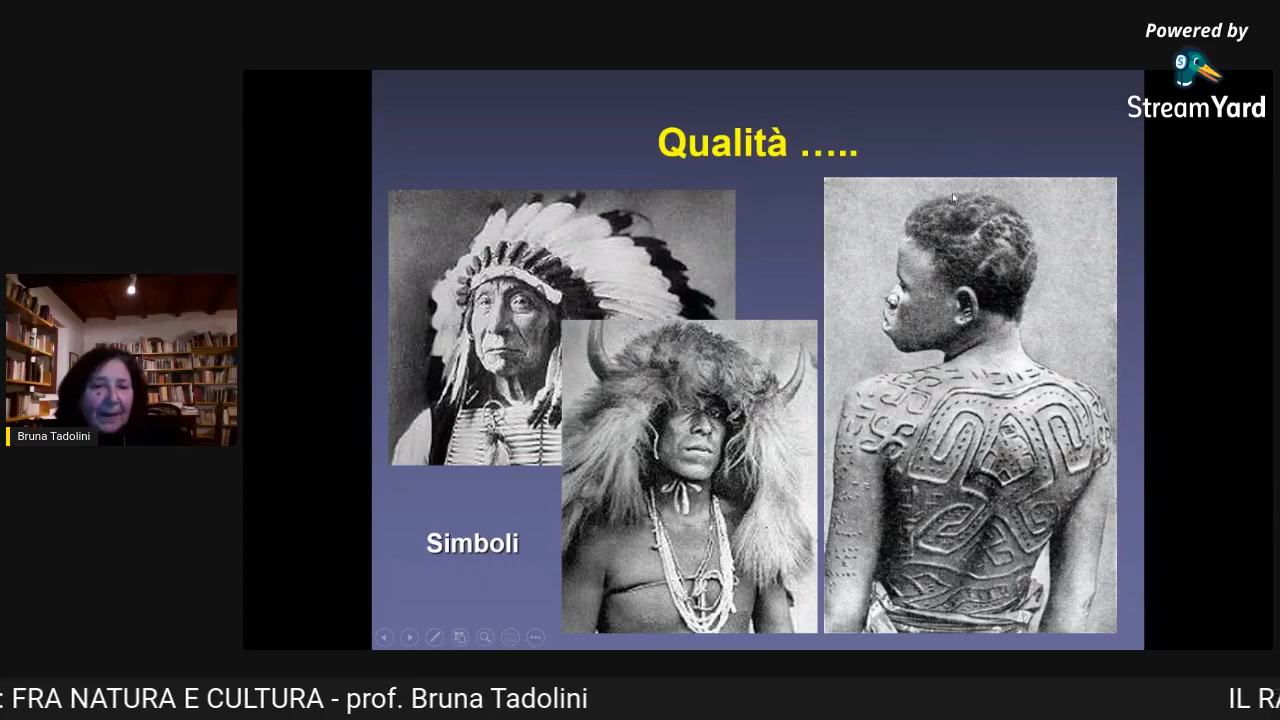 Powered by
StreamYard
Qualità …..
Simboli
Bruna Tadolini
: FRA NATURA E CULTURA - prof. Bruna Tadolini
IL RA